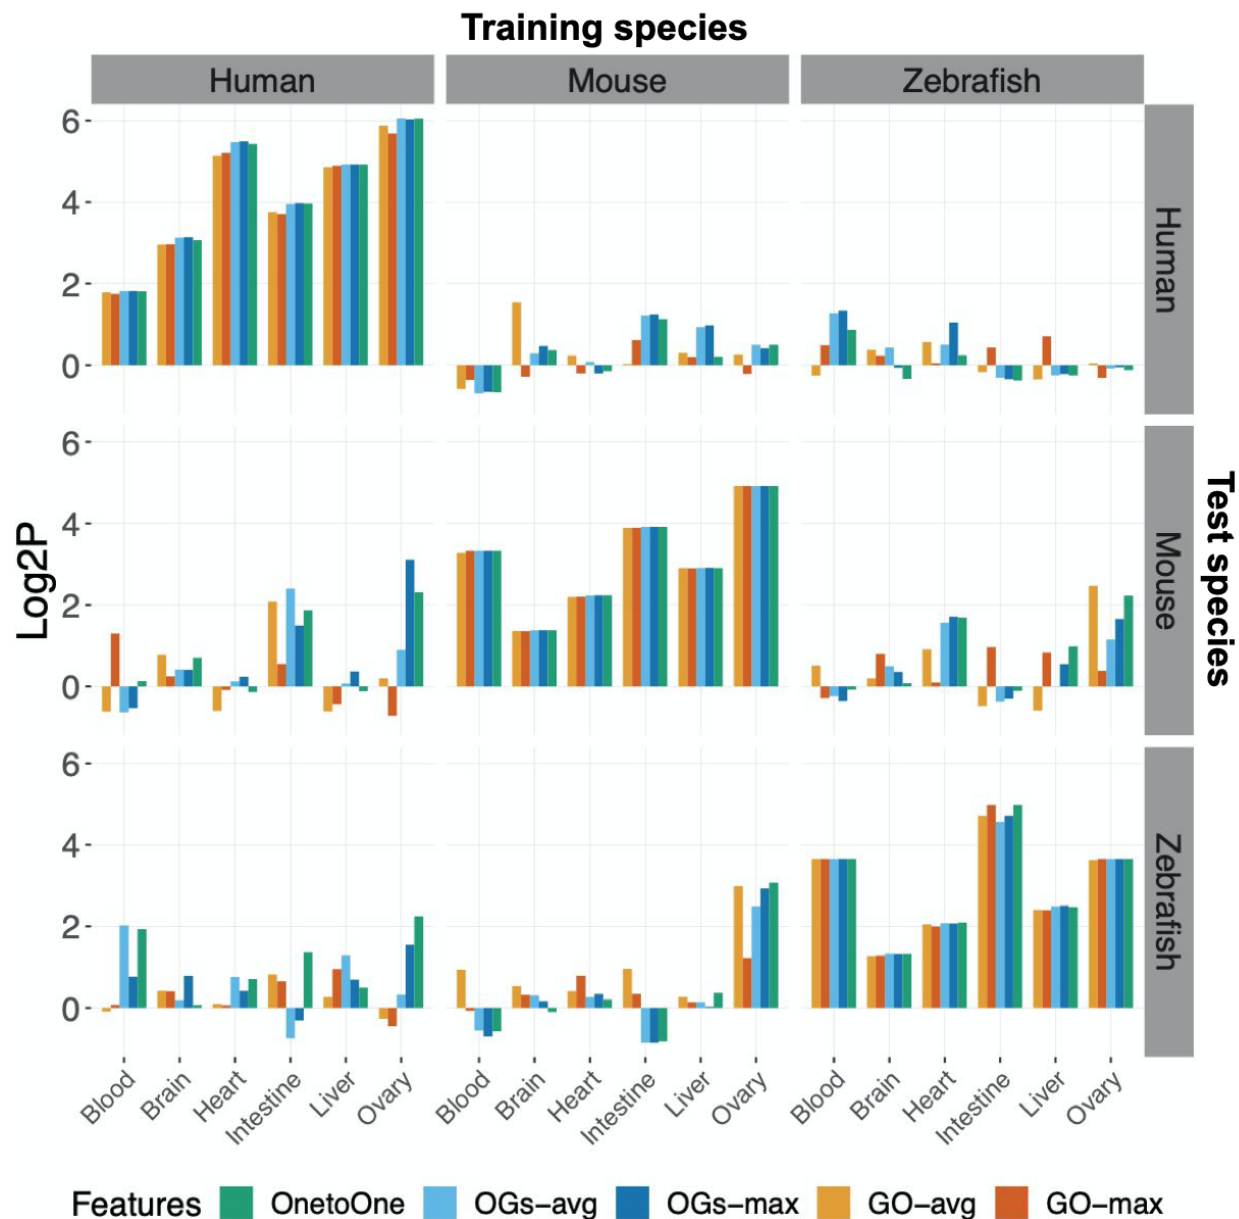 Training species
Human Mouse Zebrafish
6
4
2
0
Human
6
4
2
0
Mouse
6
4
2
0
Zebrafish
Log2P
Test species
Blood Brain Heart Intestine Liver Ovary Blood Brain Heart Intestine Liver Ovary Blood Brain Heart Intestine Liver Ovary
Features OnetoOne OGs-avg OGs-max GO-avg GO-max